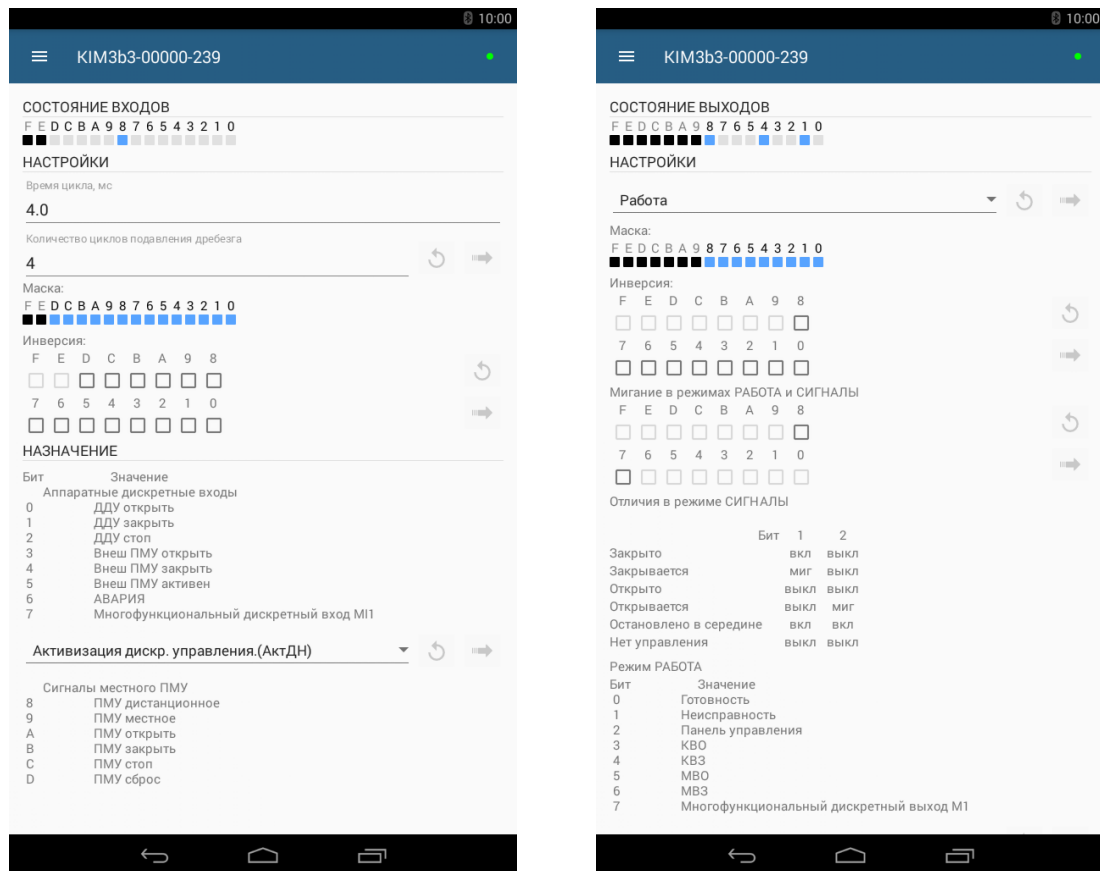 10:00
KIM3b3-00000-239
СОСТОЯНИЕ ВХОДОВ
F E D C B A 9 8 7 6 5 4 3 2 1 0
НАСТРОЙКИ
Время цикла, мс
4.0
Количество циклов подавления дребезга
4
Маска:
F E D C B A 9 8 7 6 5 4 3 2 1 0
Инверсия:
F E D C B A 9 8
7 6 5 4 3 2 1 0
НАЗНАЧЕНИЕ
Бит Значение
Аппаратные дискретные входы
0 ДДУ открыть
1 ДДУ закрыть
2 ДДУ стоп
3 Внеш ПМУ открыть
4 Внеш ПМУ закрыть
5 Внеш ПМУ активен
6 АВАРИЯ
7 Многофункциональный дискретный вход MI1
Активизация дискр. управления.(АктДН)
Сигналы местного ПМУ
8 ПМУ дистанционное
9 ПМУ местное
A ПМУ открыть
B ПМУ закрыть
C ПМУ стоп
D ПМУ сброс
10:00
KIM3b3-00000-239
СОСТОЯНИЕ ВЫХОДОВ
F E D C B A 9 8 7 6 5 4 3 2 1 0
НАСТРОЙКИ
Работа
Маска:
F E D C B A 9 8 7 6 5 4 3 2 1 0
Инверсия:
F E D C B A 9 8
7 6 5 4 3 2 1 0
Мигание в режимах РАБОТА и СИГНАЛЫ
F E D C B A 9 8
7 6 5 4 3 2 1 0
Отличия в режиме СИГНАЛЫ
Бит 1 2
Закрыто вкл выкл
Закрывается миг выкл
Открыто выкл выкл
Открывается выкл миг
Остановлено в середине вкл вкл
Нет управления выкл выкл
Режим РАБОТА
Бит Значение
0 Готовность
1 Неисправность
2 Панель управления
3 КВО
4 КВЗ
5 МВО
6 МВЗ
7 Многофункциональный дискретный выход М1